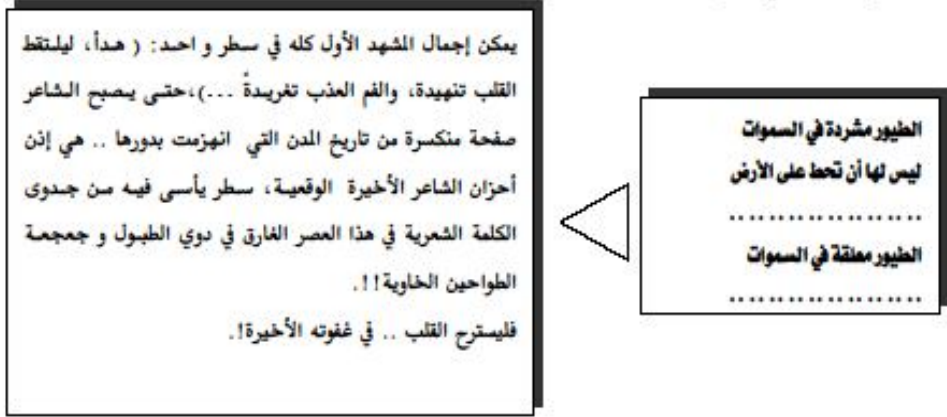 الطيور مشردة في السموات
ليس لها أن تحط على الأرض
.. .. .. .. .. .. .. .. ..
الطيور معلقة في السموات
.. .. .. .. .. .. .. .. ..
يمكن إجمال المشهد الأول كله في سطر و احد: ( هدأ، ليلتقط
القلب تنهيدة، والفم العذب تغريدةً ...)،حتى يصبح الشاعر
صفحة منكسرة من تاريخ المدن التي انهزمت بدورها .. هي إذن
أحزان الشاعر الأخيرة الوقعية، سطر يأسى فيه من جدوى
الكلمة الشعرية في هذا العصر الغارق في دوي الطبول و جعجعة
الطواحين الخاوية!!.
فليسترح القلب .. في غفوته الأخيرة!.